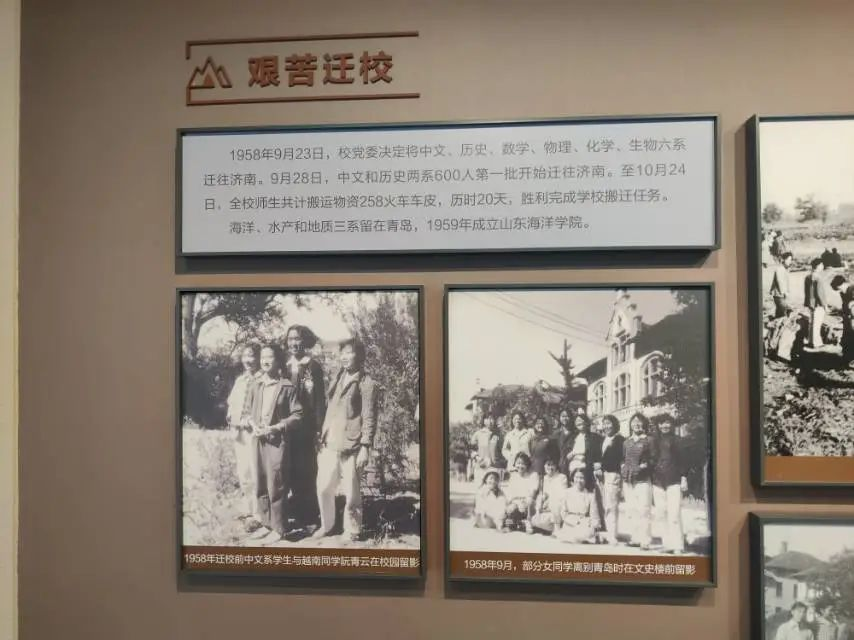 艰苦迁校
1958年9月23日，校党委决定将中文、历史、数学、物理、化学、生物六系
迁往济南。9月28日，中文和历史两系600人第一批开始迁往济南。至10月24
日，全校师生共计搬运物资258火车车皮，历时20天，胜利完成学校搬迁任务。
海洋、水产和地质三系留在青岛，1959年成立山东海洋学院。
1958年迁校前中文系学生与越南同学阮青云在校园留影
1958年9月，部分女同学离别青岛时在文史楼前留影